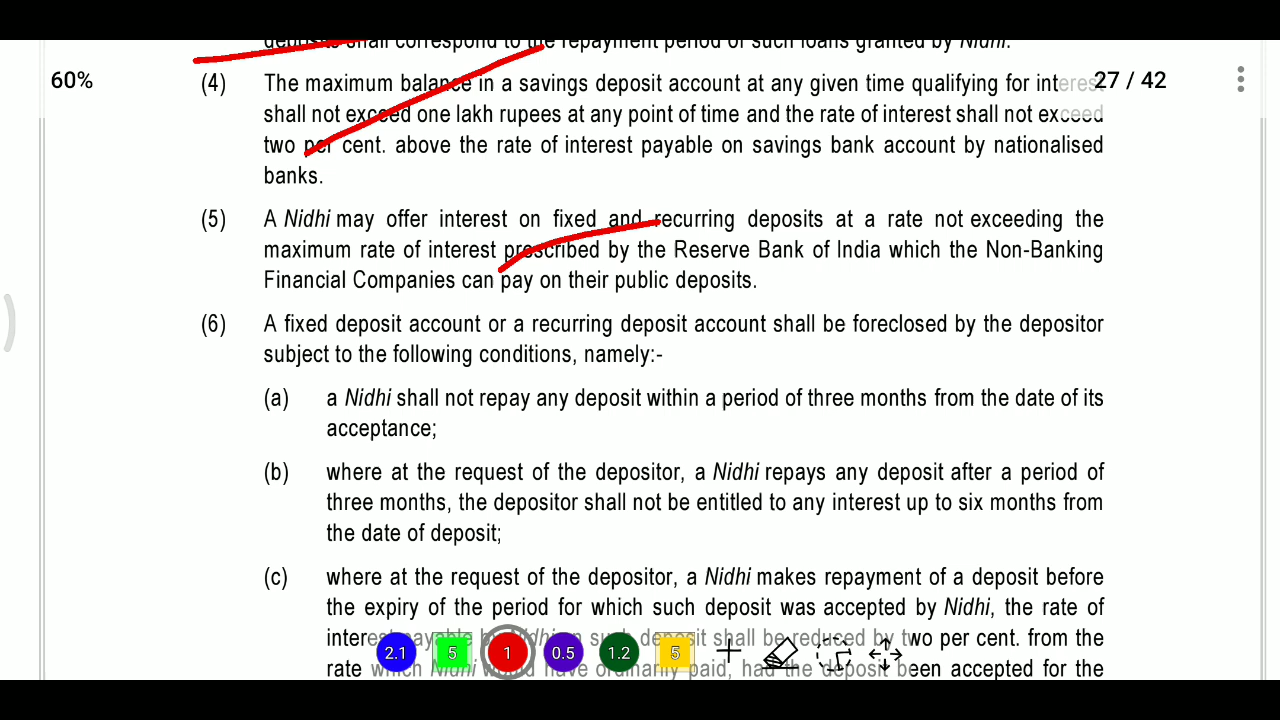 deposits shall correspond to the repayment period of such loans granted by Nidhi.
60%
27 / 42
(4) The maximum balance in a savings deposit account at any given time qualifying for interest
shall not exceed one lakh rupees at any point of time and the rate of interest shall not exceed
two per cent. above the rate of interest payable on savings bank account by nationalised
banks.
(5) A Nidhi may offer interest on fixed and recurring deposits at a rate not exceeding the
maximum rate of interest prescribed by the Reserve Bank of India which the Non-Banking
Financial Companies can pay on their public deposits.
(6) A fixed deposit account or a recurring deposit account shall be foreclosed by the depositor
subject to the following conditions, namely:-
(a) a Nidhi shall not repay any deposit within a period of three months from the date of its
acceptance;
(b) where at the request of the depositor, a Nidhi repays any deposit after a period of
three months, the depositor shall not be entitled to any interest up to six months from
the date of deposit;
(c) where at the request of the depositor, a Nidhi makes repayment of a deposit before
the expiry of the period for which such deposit was accepted by Nidhi, the rate of
interest payable by Nidhi on such deposit shall be reduced by two per cent. from the
rate which Nidhi would have ordinarily paid, had the deposit been accepted for the
2.1 5 1 0.5 1.2 5